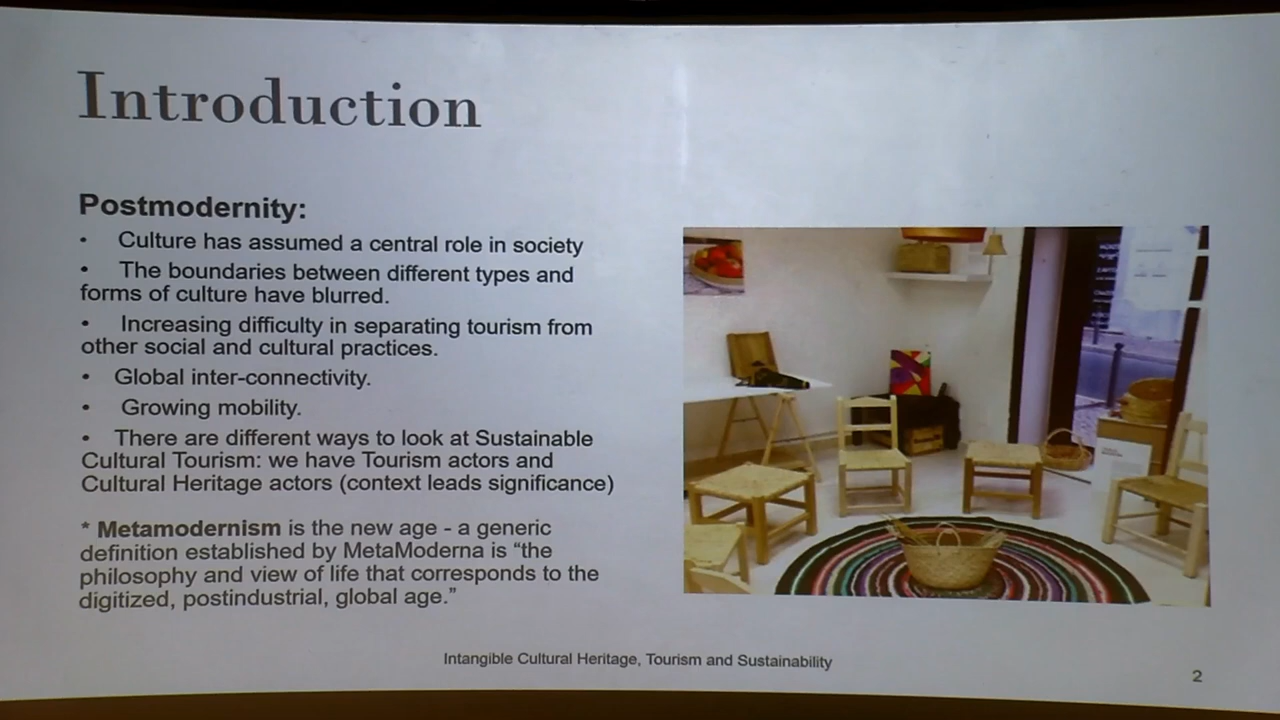 Introduction
Postmodernity:
• Culture has assumed a central role in society
• The boundaries between different types and
forms of culture have blurred.
• Increasing difficulty in separating tourism from
other social and cultural practices.
• Global inter-connectivity.
• Growing mobility.
• There are different ways to look at Sustainable
Cultural Tourism: we have Tourism actors and
Cultural Heritage actors (context leads significance)
* Metamodernism is the new age - a generic
definition established by MetaModerna is “the
philosophy and view of life that corresponds to the
digitized, postindustrial, global age.”
Intangible Cultural Heritage, Tourism and Sustainability
2